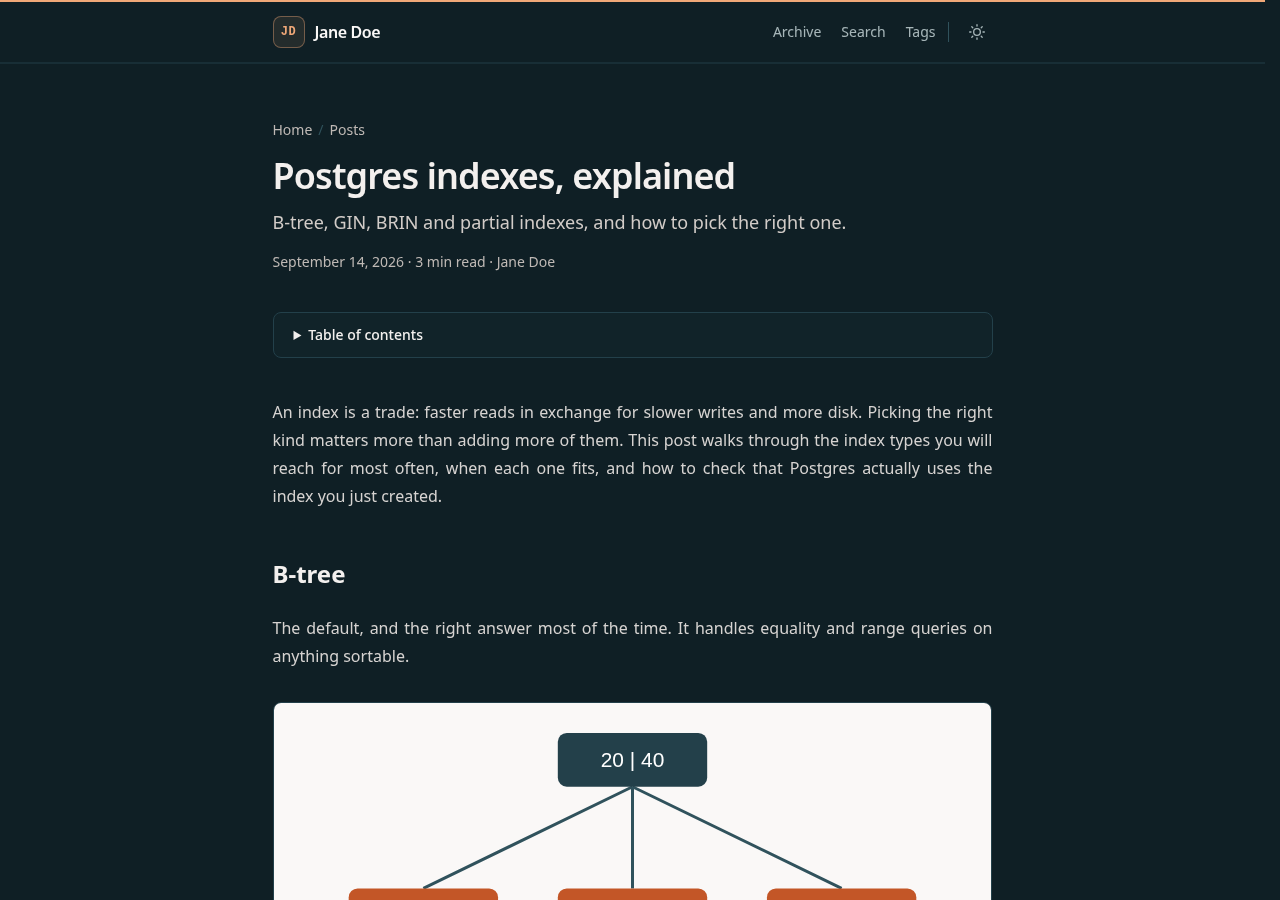 JD Jane Doe Archive Search Tags
Home / Posts
Postgres indexes, explained
B-tree, GIN, BRIN and partial indexes, and how to pick the right one.
September 14, 2026 · 3 min read · Jane Doe
Table of contents
An index is a trade: faster reads in exchange for slower writes and more disk. Picking the right
kind matters more than adding more of them. This post walks through the index types you will
reach for most often, when each one fits, and how to check that Postgres actually uses the
index you just created.
B-tree
The default, and the right answer most of the time. It handles equality and range queries on
anything sortable.
20 | 40